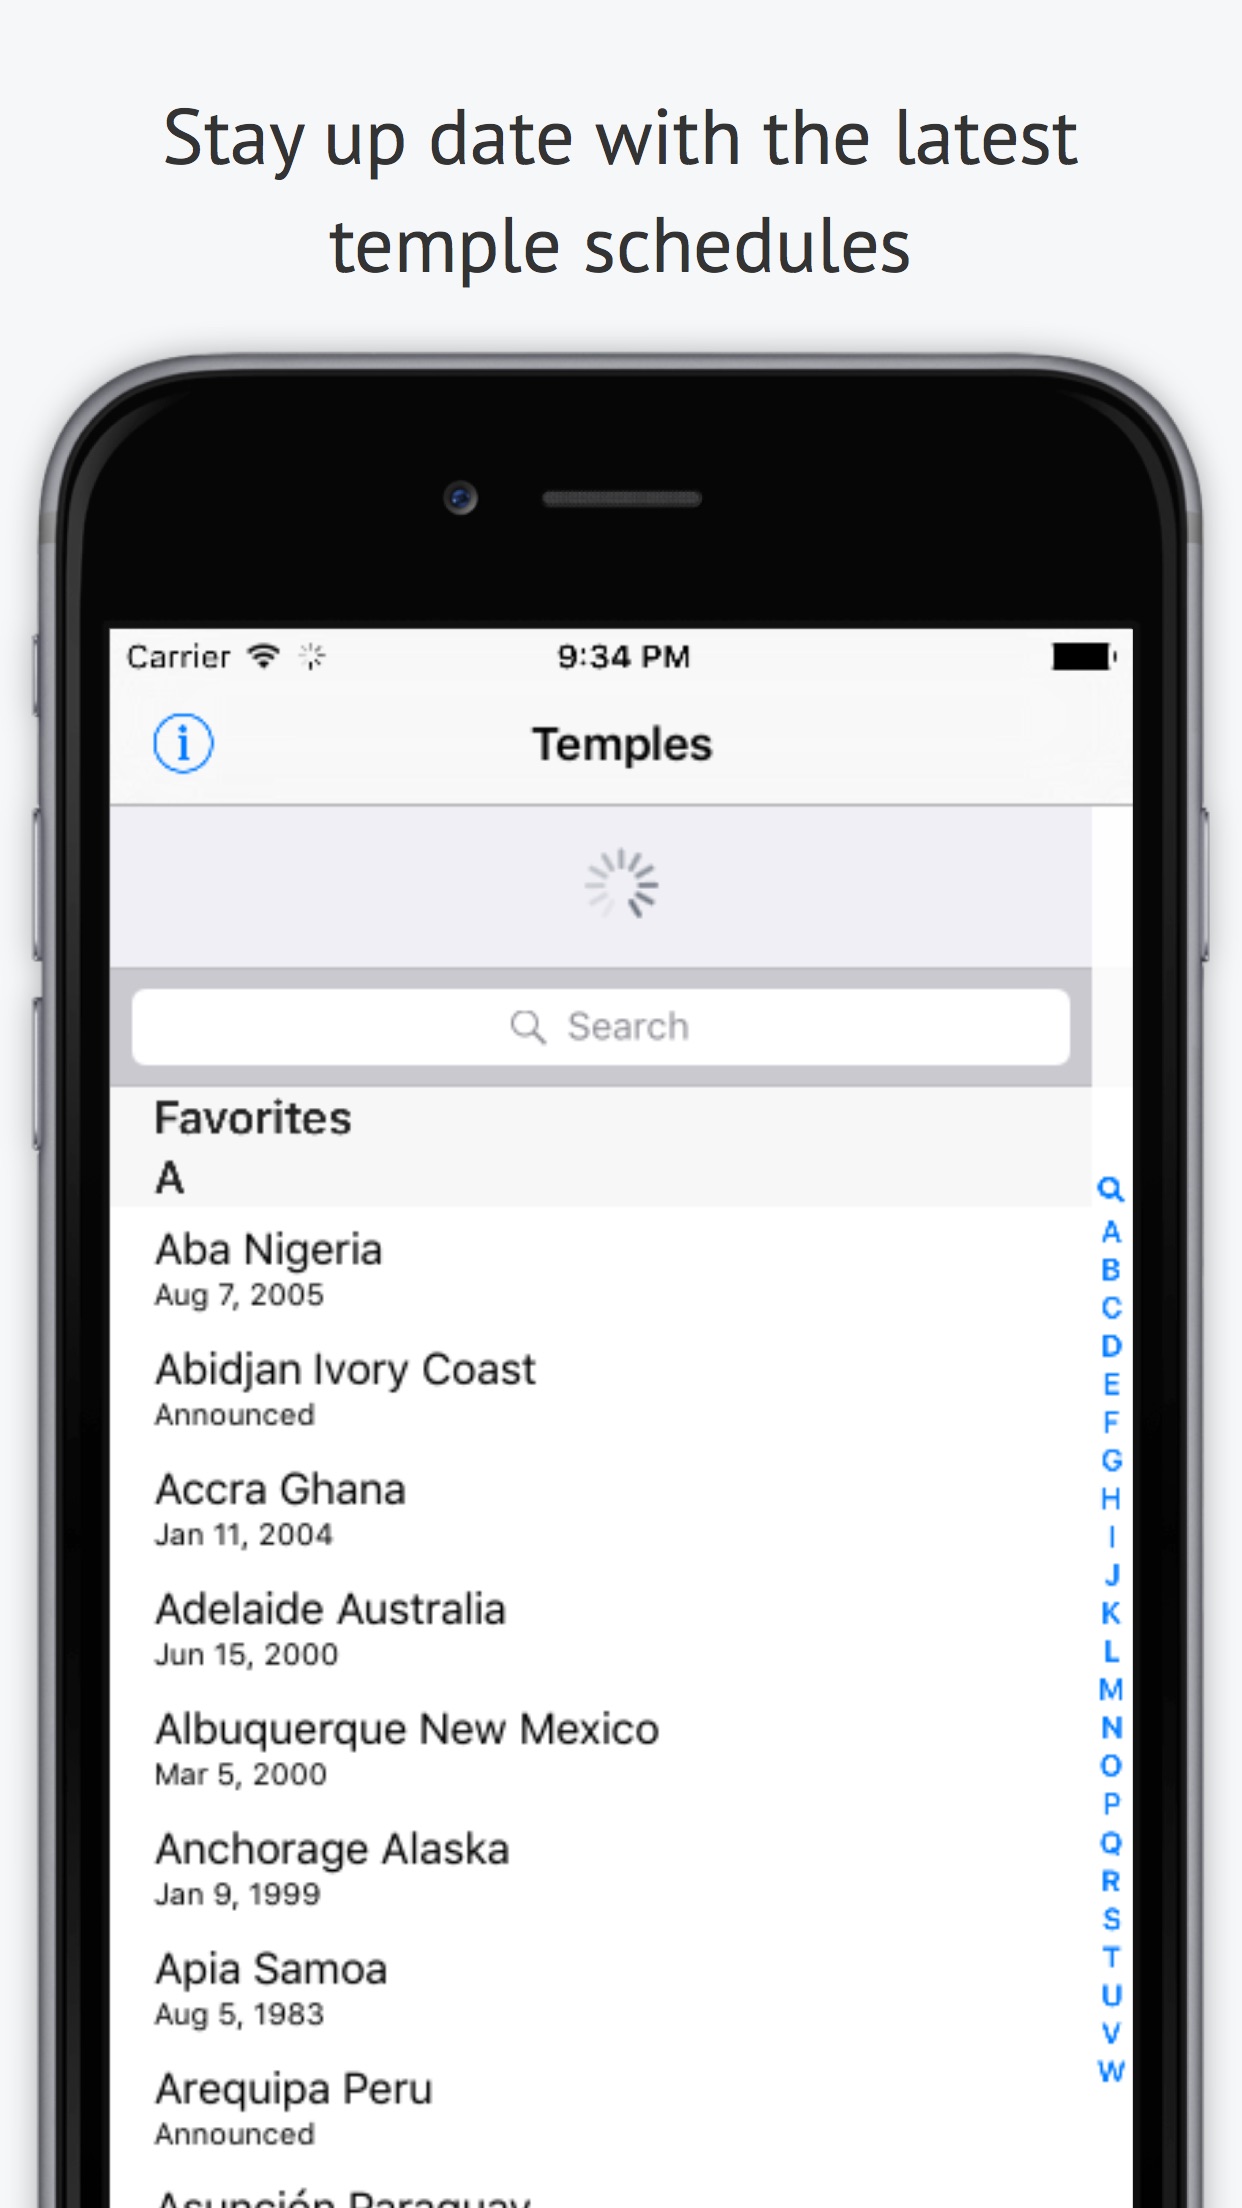 Stay up date with the latest
temple schedules
Carrier 9:34 PM
Temples
Search
Favorites
A
Aba Nigeria
Aug 7, 2005
Abidjan Ivory Coast
Announced
Accra Ghana
Jan 11, 2004
Adelaide Australia
Jun 15, 2000
Albuquerque New Mexico
Mar 5, 2000
Anchorage Alaska
Jan 9, 1999
Apia Samoa
Aug 5, 1983
Arequipa Peru
Announced
Asunción Paraguay
A
B
C
D
E
F
G
H
I
J
K
L
M
N
O
P
Q
R
S
T
U
V
W